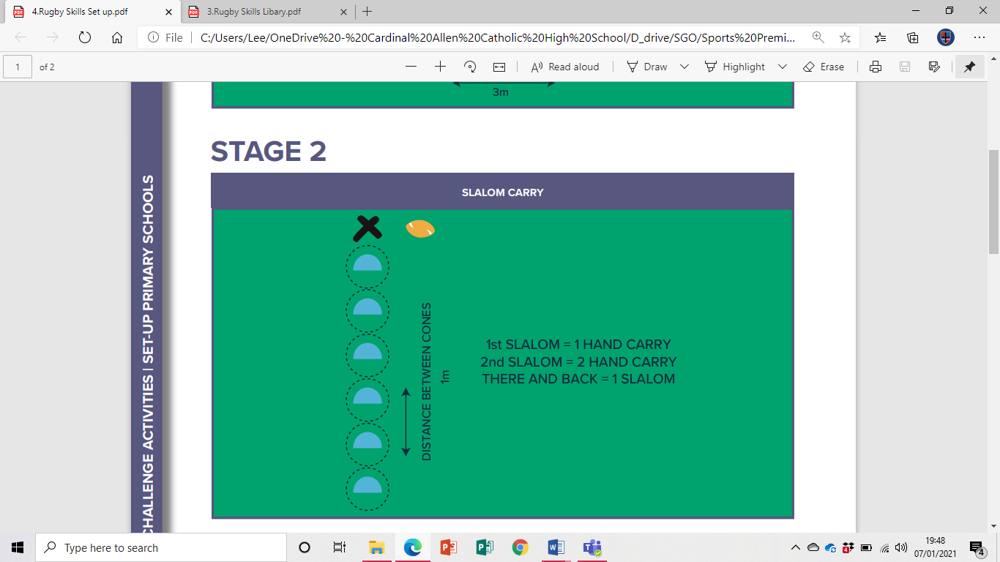 4.Rugby Skills Set up.pdf
3.Rugby Skills Libary.pdf
File
C:/Users/Lee/OneDrive%20-%20Cardinal%20Allen%20Catholic%20High%20School/D_drive/SGO/Sports%20Premi...
1 of 2
Read aloud
Draw
Highlight
Erase
3m
STAGE 2
SLALOM CARRY
CHALLENGE ACTIVITIES | SET-UP PRIMARY SCHOOLS
DISTANCE BETWEEN CONES
1m
1st SLALOM = 1 HAND CARRY
2nd SLALOM = 2 HAND CARRY
THERE AND BACK = 1 SLALOM
Type here to search
19:48
07/01/2021
4